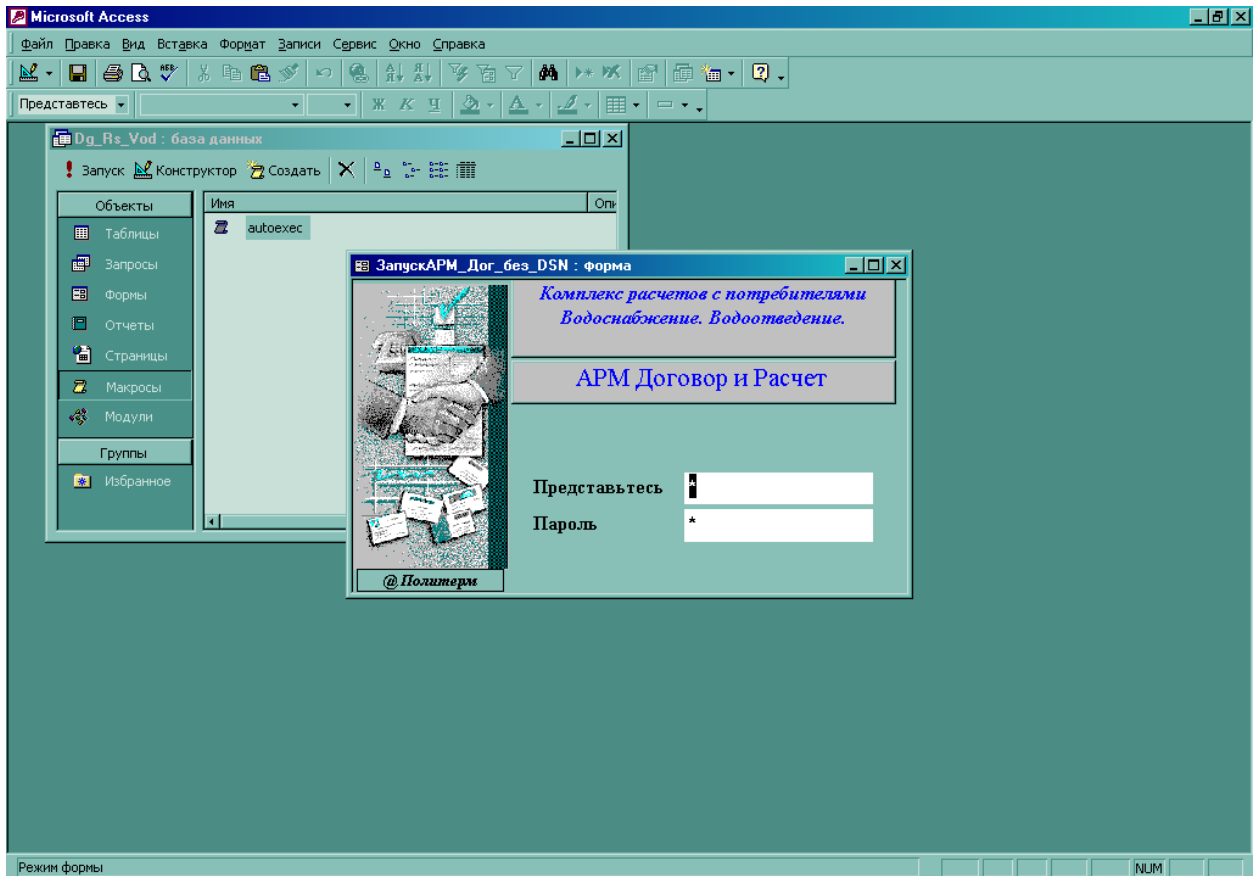 Microsoft Access
Файл Правка Вид Вставка Формат Записи Сервис Окно Справка
Представтесь Ж К Ч
Dg_Rs_Vod : база данных
Запуск Конструктор Создать
Объекты
Имя Опи
Таблицы
autoexec
Запросы
Формы
Отчеты
Страницы
Макросы
Модули
Группы
Избранное
ЗапускАРМ_Дог_без_DSN : форма
Комплекс расчетов с потребителями
Водоснабжение. Водоотведение.
АРМ Договор и Расчет
Представьтесь *
Пароль *
@ Политерм
Режим формы NUM